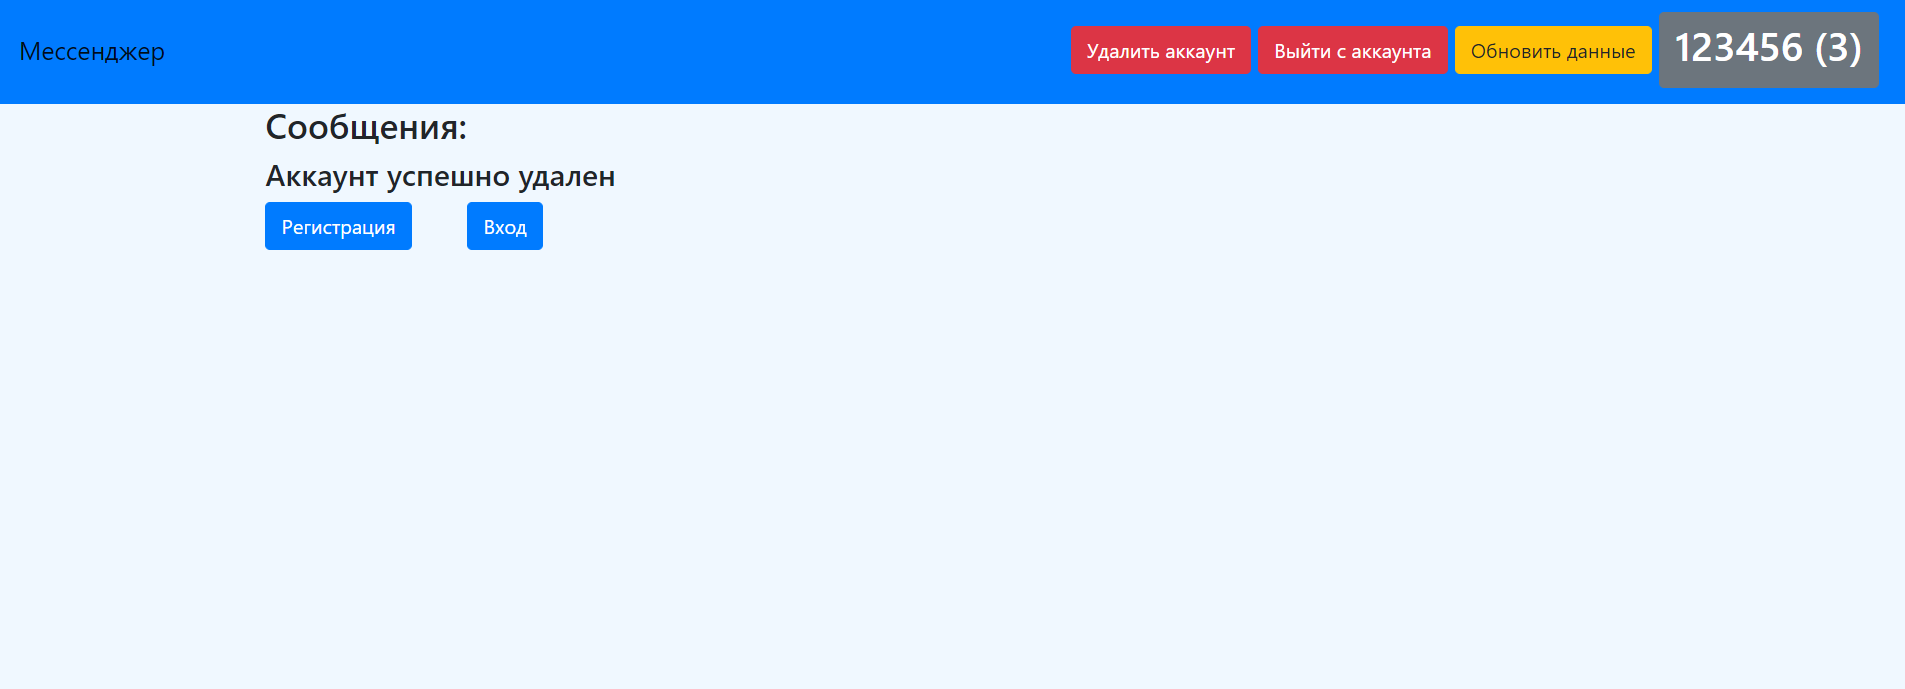 Мессенджер
Удалить аккаунт
Выйти с аккаунта
Обновить данные
123456 (3)
Сообщения:
Аккаунт успешно удален
Регистрация
Вход